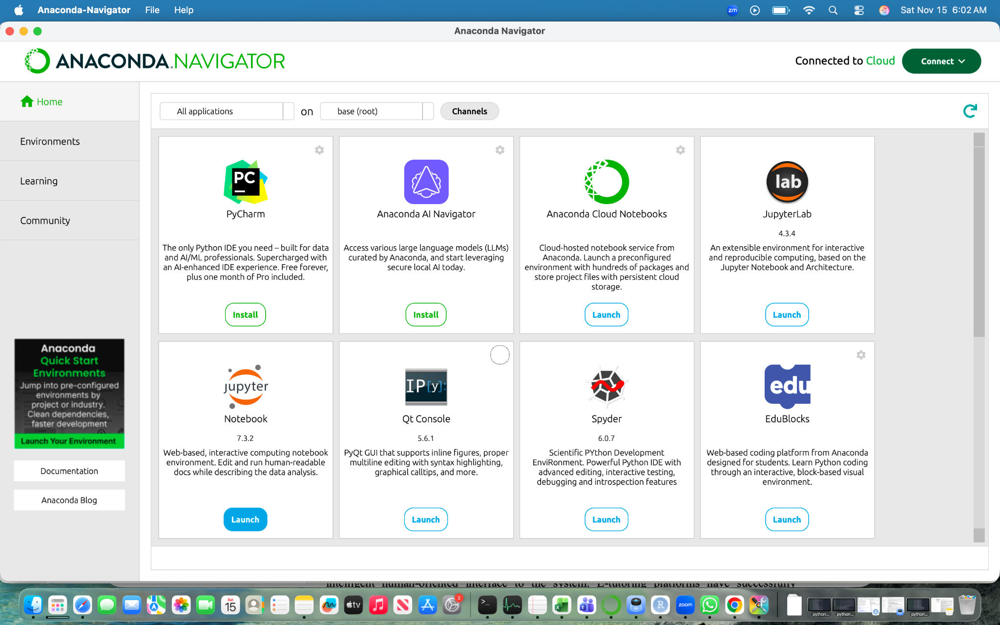 Anaconda-Navigator File Help
zm
Sat Nov 15 6:02 AM
Anaconda Navigator
ANACONDA.NAVIGATOR
Connected to Cloud
Connect
Home
Environments
Learning
Community
All applications
on
base (root)
Channels
PC
PyCharm
The only Python IDE you need – built for data
and AI/ML professionals. Supercharged with
an AI-enhanced IDE experience. Free forever,
plus one month of Pro included.
Install
Anaconda AI Navigator
Access various large language models (LLMs)
curated by Anaconda, and start leveraging
secure local AI today.
Install
Anaconda Cloud Notebooks
Cloud-hosted notebook service from
Anaconda. Launch a preconfigured
environment with hundreds of packages and
store project files with persistent cloud
storage.
Launch
lab
JupyterLab
4.3.4
An extensible environment for interactive
and reproducible computing, based on the
Jupyter Notebook and Architecture.
Launch
jupyter
Notebook
7.3.2
Web-based, interactive computing notebook
environment. Edit and run human-readable
docs while describing the data analysis.
Launch
IP[y]:
Qt Console
5.6.1
PyQt GUI that supports inline figures, proper
multiline editing with syntax highlighting,
graphical calltips, and more.
Launch
Spyder
6.0.7
Scientific PYthon Development
EnviRonment. Powerful Python IDE with
advanced editing, interactive testing,
debugging and introspection features
Launch
edu
EduBlocks
Web-based coding platform from Anaconda
designed for students. Learn Python coding
through an interactive, block-based visual
environment.
Launch
Anaconda
Quick Start
Environments
Jump into pre-configured
environments by
project or industry.
Clean dependencies,
faster development
Launch Your Environment
Documentation
Anaconda Blog
intelligent human-oriented interface to the system. E-tutoring platforms have successfully
Sat
15
tv
2
>_
X
T
R
zoom
python...
python...
python...